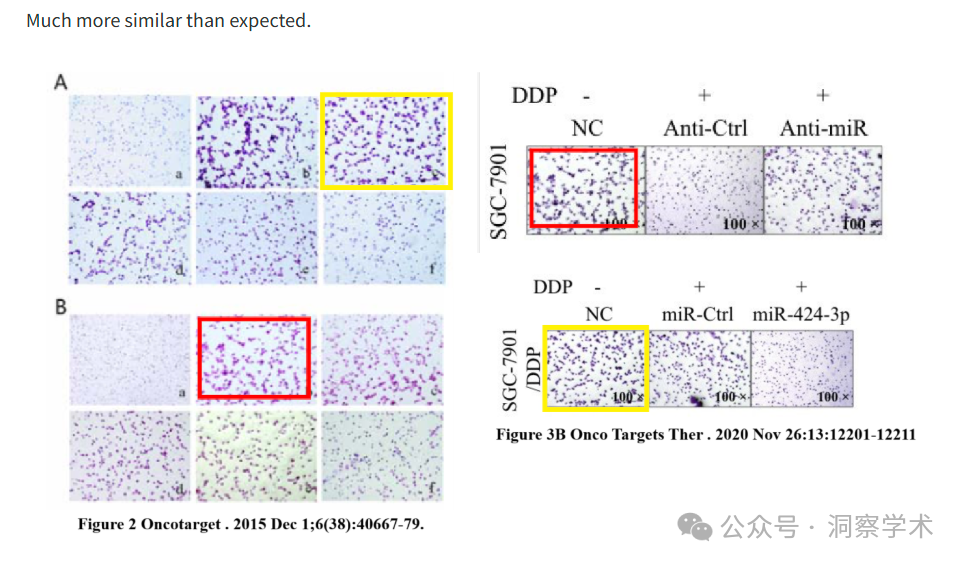 Much more similar than expected.
A
a
b
c
d
e
f
B
a
d
f
Figure 2 Oncotarget . 2015 Dec 1;6(38):40667-79.
DDP - + +
NC Anti-Ctrl Anti-miR
SGC-7901
100 100 × 100 ×
DDP - + +
NC miR-Ctrl miR-424-3p
SGC-7901
/DDP
100 × 100 × 100 ×
Figure 3B Onco Targets Ther . 2020 Nov 26:13:12201-12211
公众号 · 洞察学术